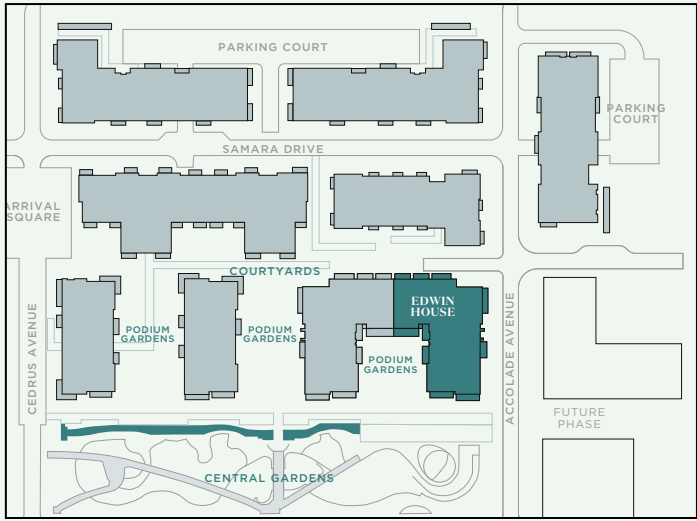 PARKING COURT
PARKING
COURT
SAMARA DRIVE
ARRIVAL
SQUARE
COURTYARDS
EDWIN
HOUSE
CEDRUS AVENUE
PODIUM
GARDENS
PODIUM
GARDENS
PODIUM
GARDENS
ACCOLADE AVENUE
FUTURE
PHASE
CENTRAL GARDENS